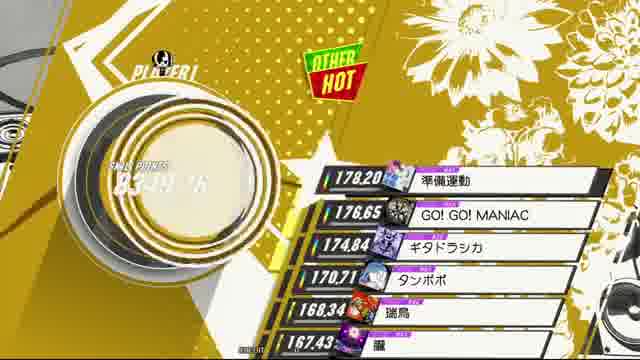 PLAYER1
OTHER
HOT
SKILL POINTS
178,20 準備運動
176,65 GO! GO! MANIAC
174,84 ギタドラシカ
170,71 タンポポ
168,34 瑞鳥
167,43 朧